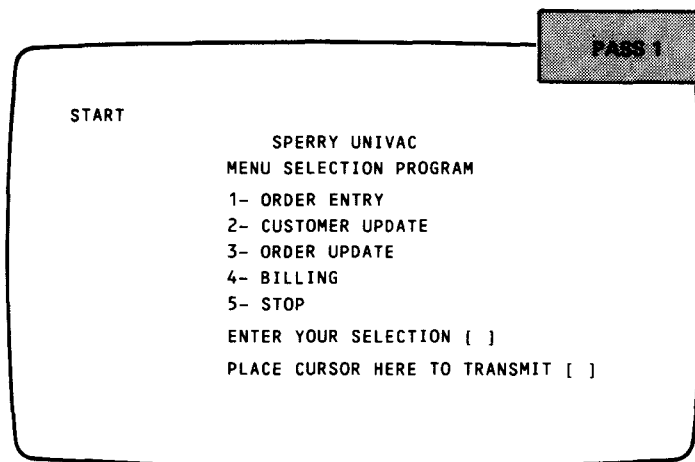 PASS 1
START
SPERRY UNIVAC
MENU SELECTION PROGRAM
1- ORDER ENTRY
2- CUSTOMER UPDATE
3- ORDER UPDATE
4- BILLING
5- STOP
ENTER YOUR SELECTION [ ]
PLACE CURSOR HERE TO TRANSMIT [ ]